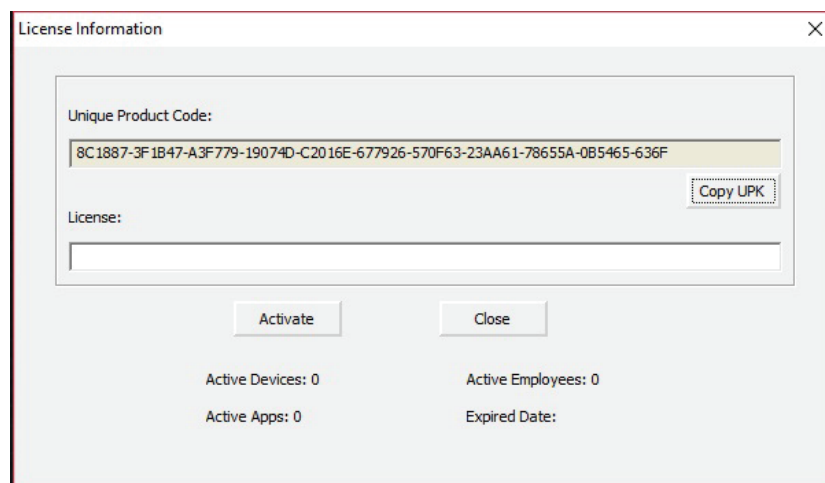 License Information
Unique Product Code:
8C1887-3F1B47-A3F779-19074D-C2016E-677926-570F63-23AA61-78655A-0B5465-636F
Copy UPK
License:
Activate
Close
Active Devices: 0
Active Employees: 0
Active Apps: 0
Expired Date: